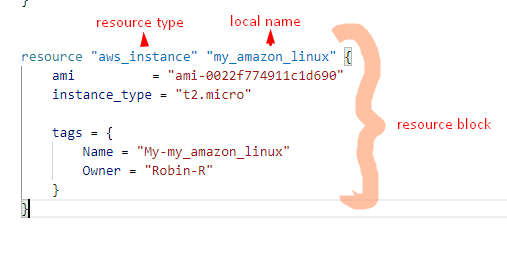 }
resource type
local name
resource "aws_instance" "my_amazon_linux" {
    ami           = "ami-0022f774911c1d690"
    instance_type = "t2.micro"
resource block
    tags = {
        Name = "My-my_amazon_linux"
        Owner = "Robin-R"
    }
}